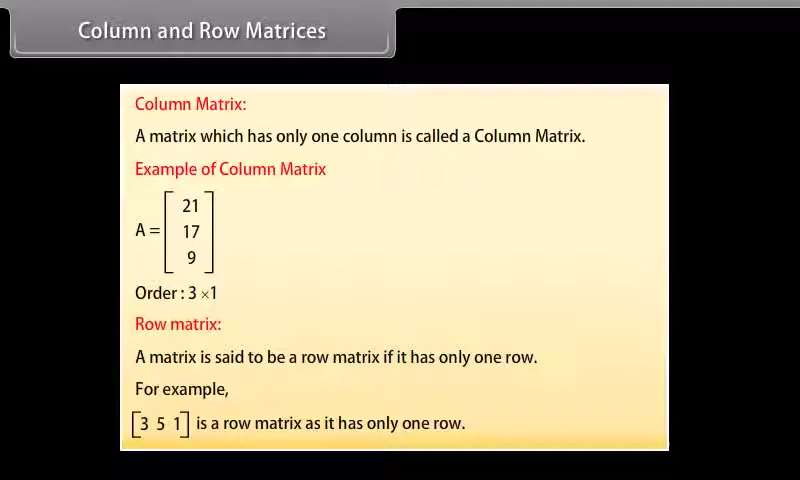 Column and Row Matrices
Column Matrix:
A matrix which has only one column is called a Column Matrix.
Example of Column Matrix
21
A = 17
9
Order : 3 ×1
Row matrix:
A matrix is said to be a row matrix if it has only one row.
For example,
[3 5 1] is a row matrix as it has only one row.